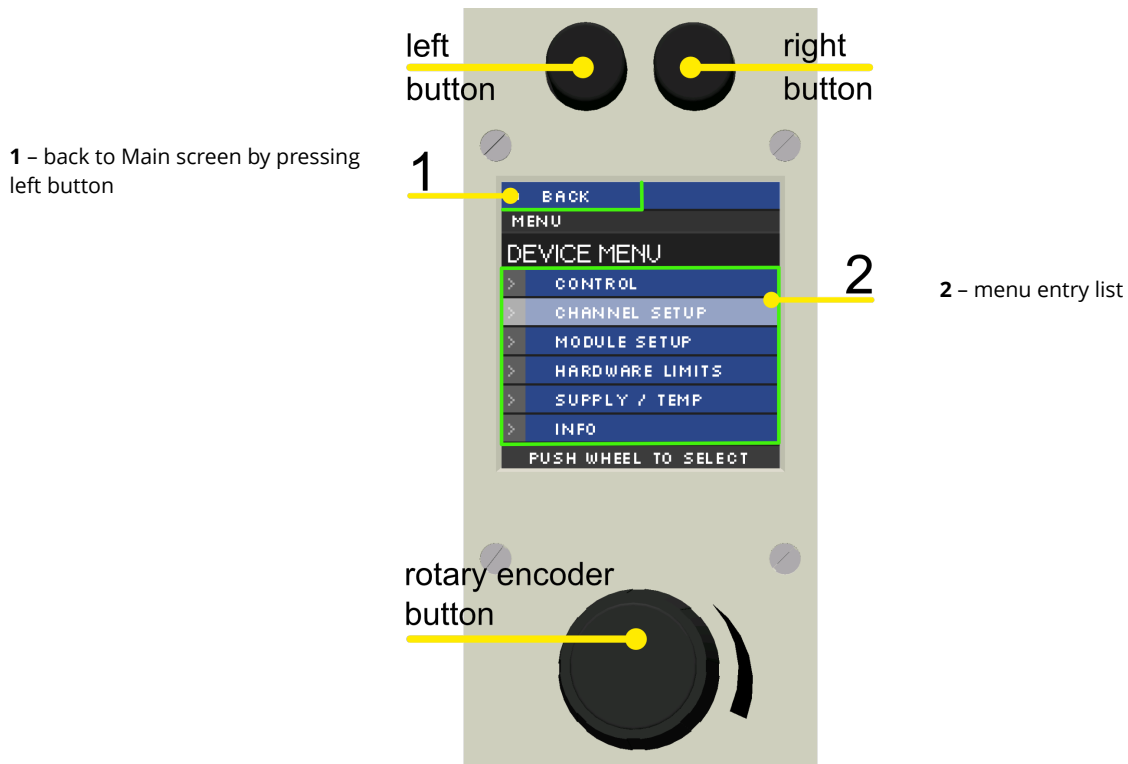 left
button
right
button
1 – back to Main screen by pressing
left button
1
BACK
MENU
DEVICE MENU
> CONTROL
> CHANNEL SETUP
> MODULE SETUP
> HARDWARE LIMITS
> SUPPLY / TEMP
> INFO
PUSH WHEEL TO SELECT
2
2 – menu entry list
rotary encoder
button